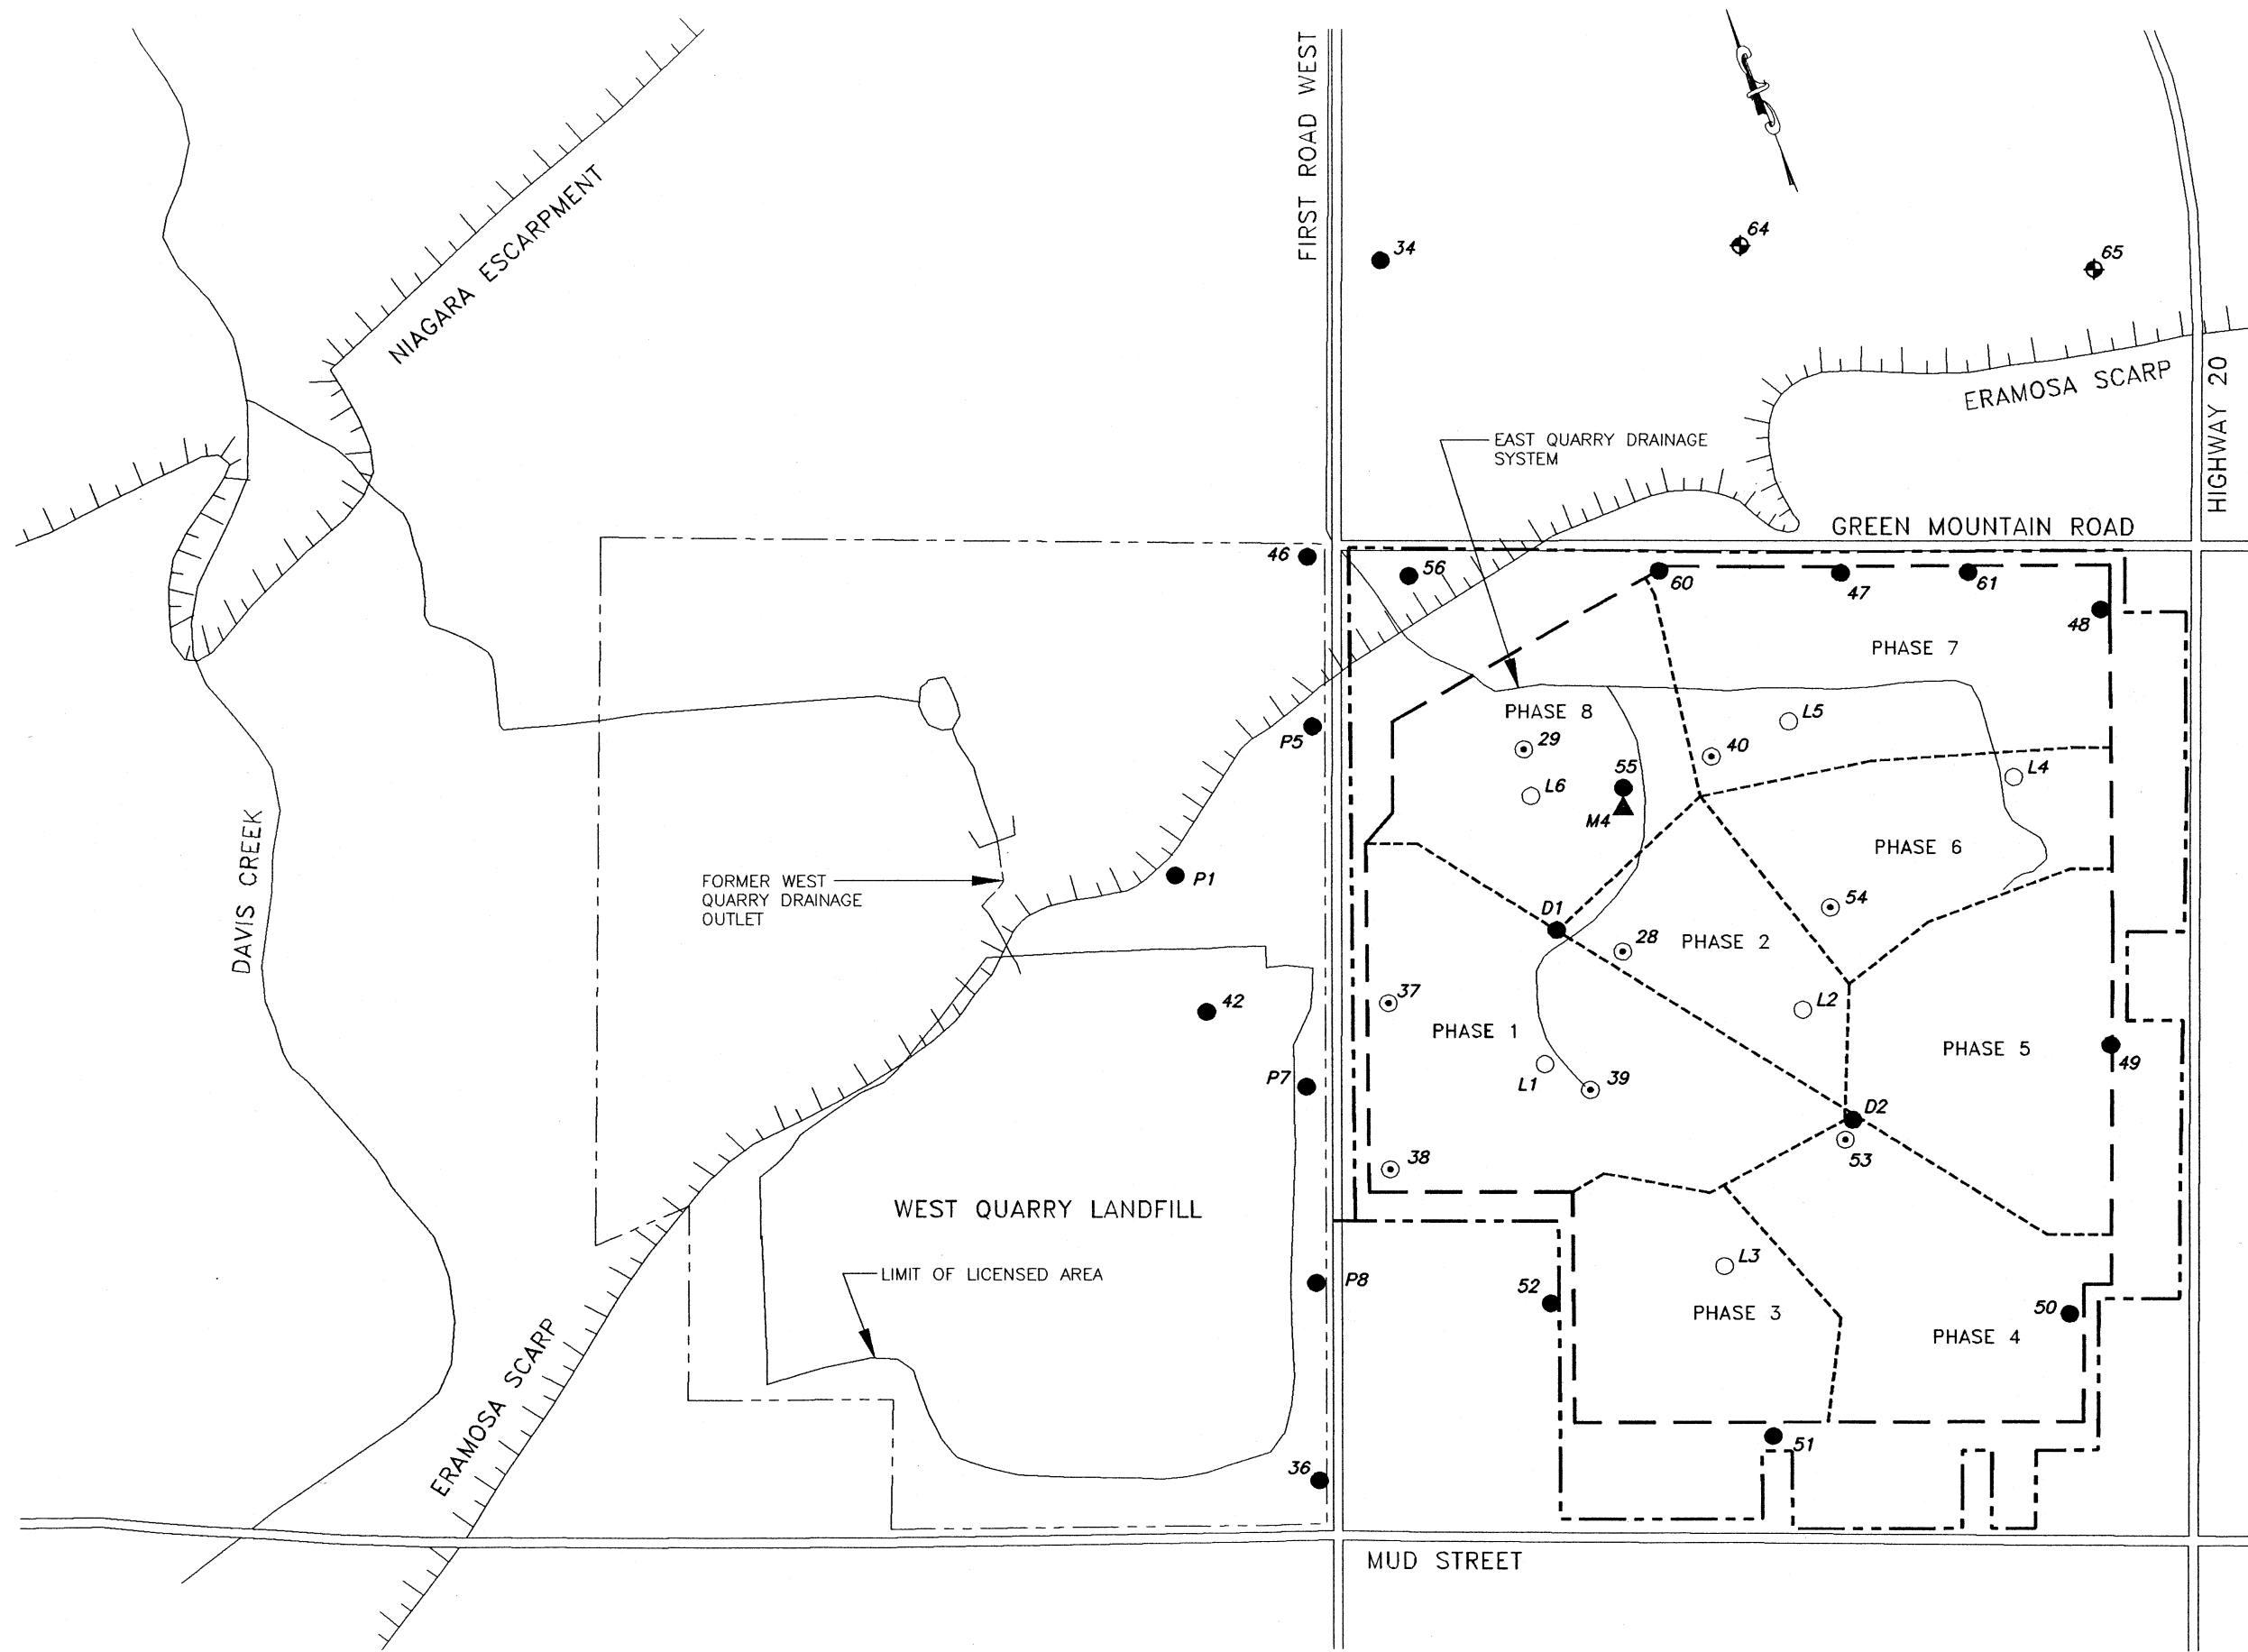 FIRST ROAD WEST
64
34
65
NIAGARA ESCARPMENT
ERAMOSA SCARP
HIGHWAY 20
EAST QUARRY DRAINAGE
SYSTEM
GREEN MOUNTAIN ROAD
46
56
60
47
61
48
PHASE 7
PHASE 8
L5
P5
29
40
55
L4
L6
M4
PHASE 6
DAVIS CREEK
FORMER WEST
QUARRY DRAINAGE
OUTLET
P1
54
D1
28
PHASE 2
42
37
L2
PHASE 1
PHASE 5
49
P7
L1
39
D2
53
38
WEST QUARRY LANDFILL
L3
LIMIT OF LICENSED AREA
P8
52
50
PHASE 3
PHASE 4
ERAMOSA SCARP
51
36
MUD STREET